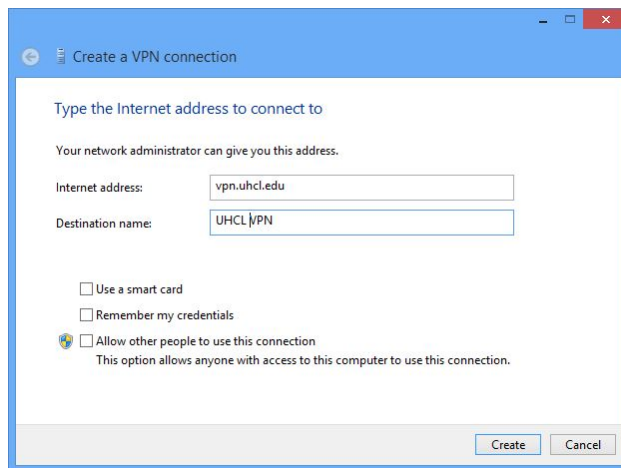 Create a VPN connection
Type the Internet address to connect to
Your network administrator can give you this address.
Internet address: vpn.uhcl.edu
Destination name: UHCL VPN
Use a smart card
Remember my credentials
Allow other people to use this connection
This option allows anyone with access to this computer to use this connection.
Create Cancel